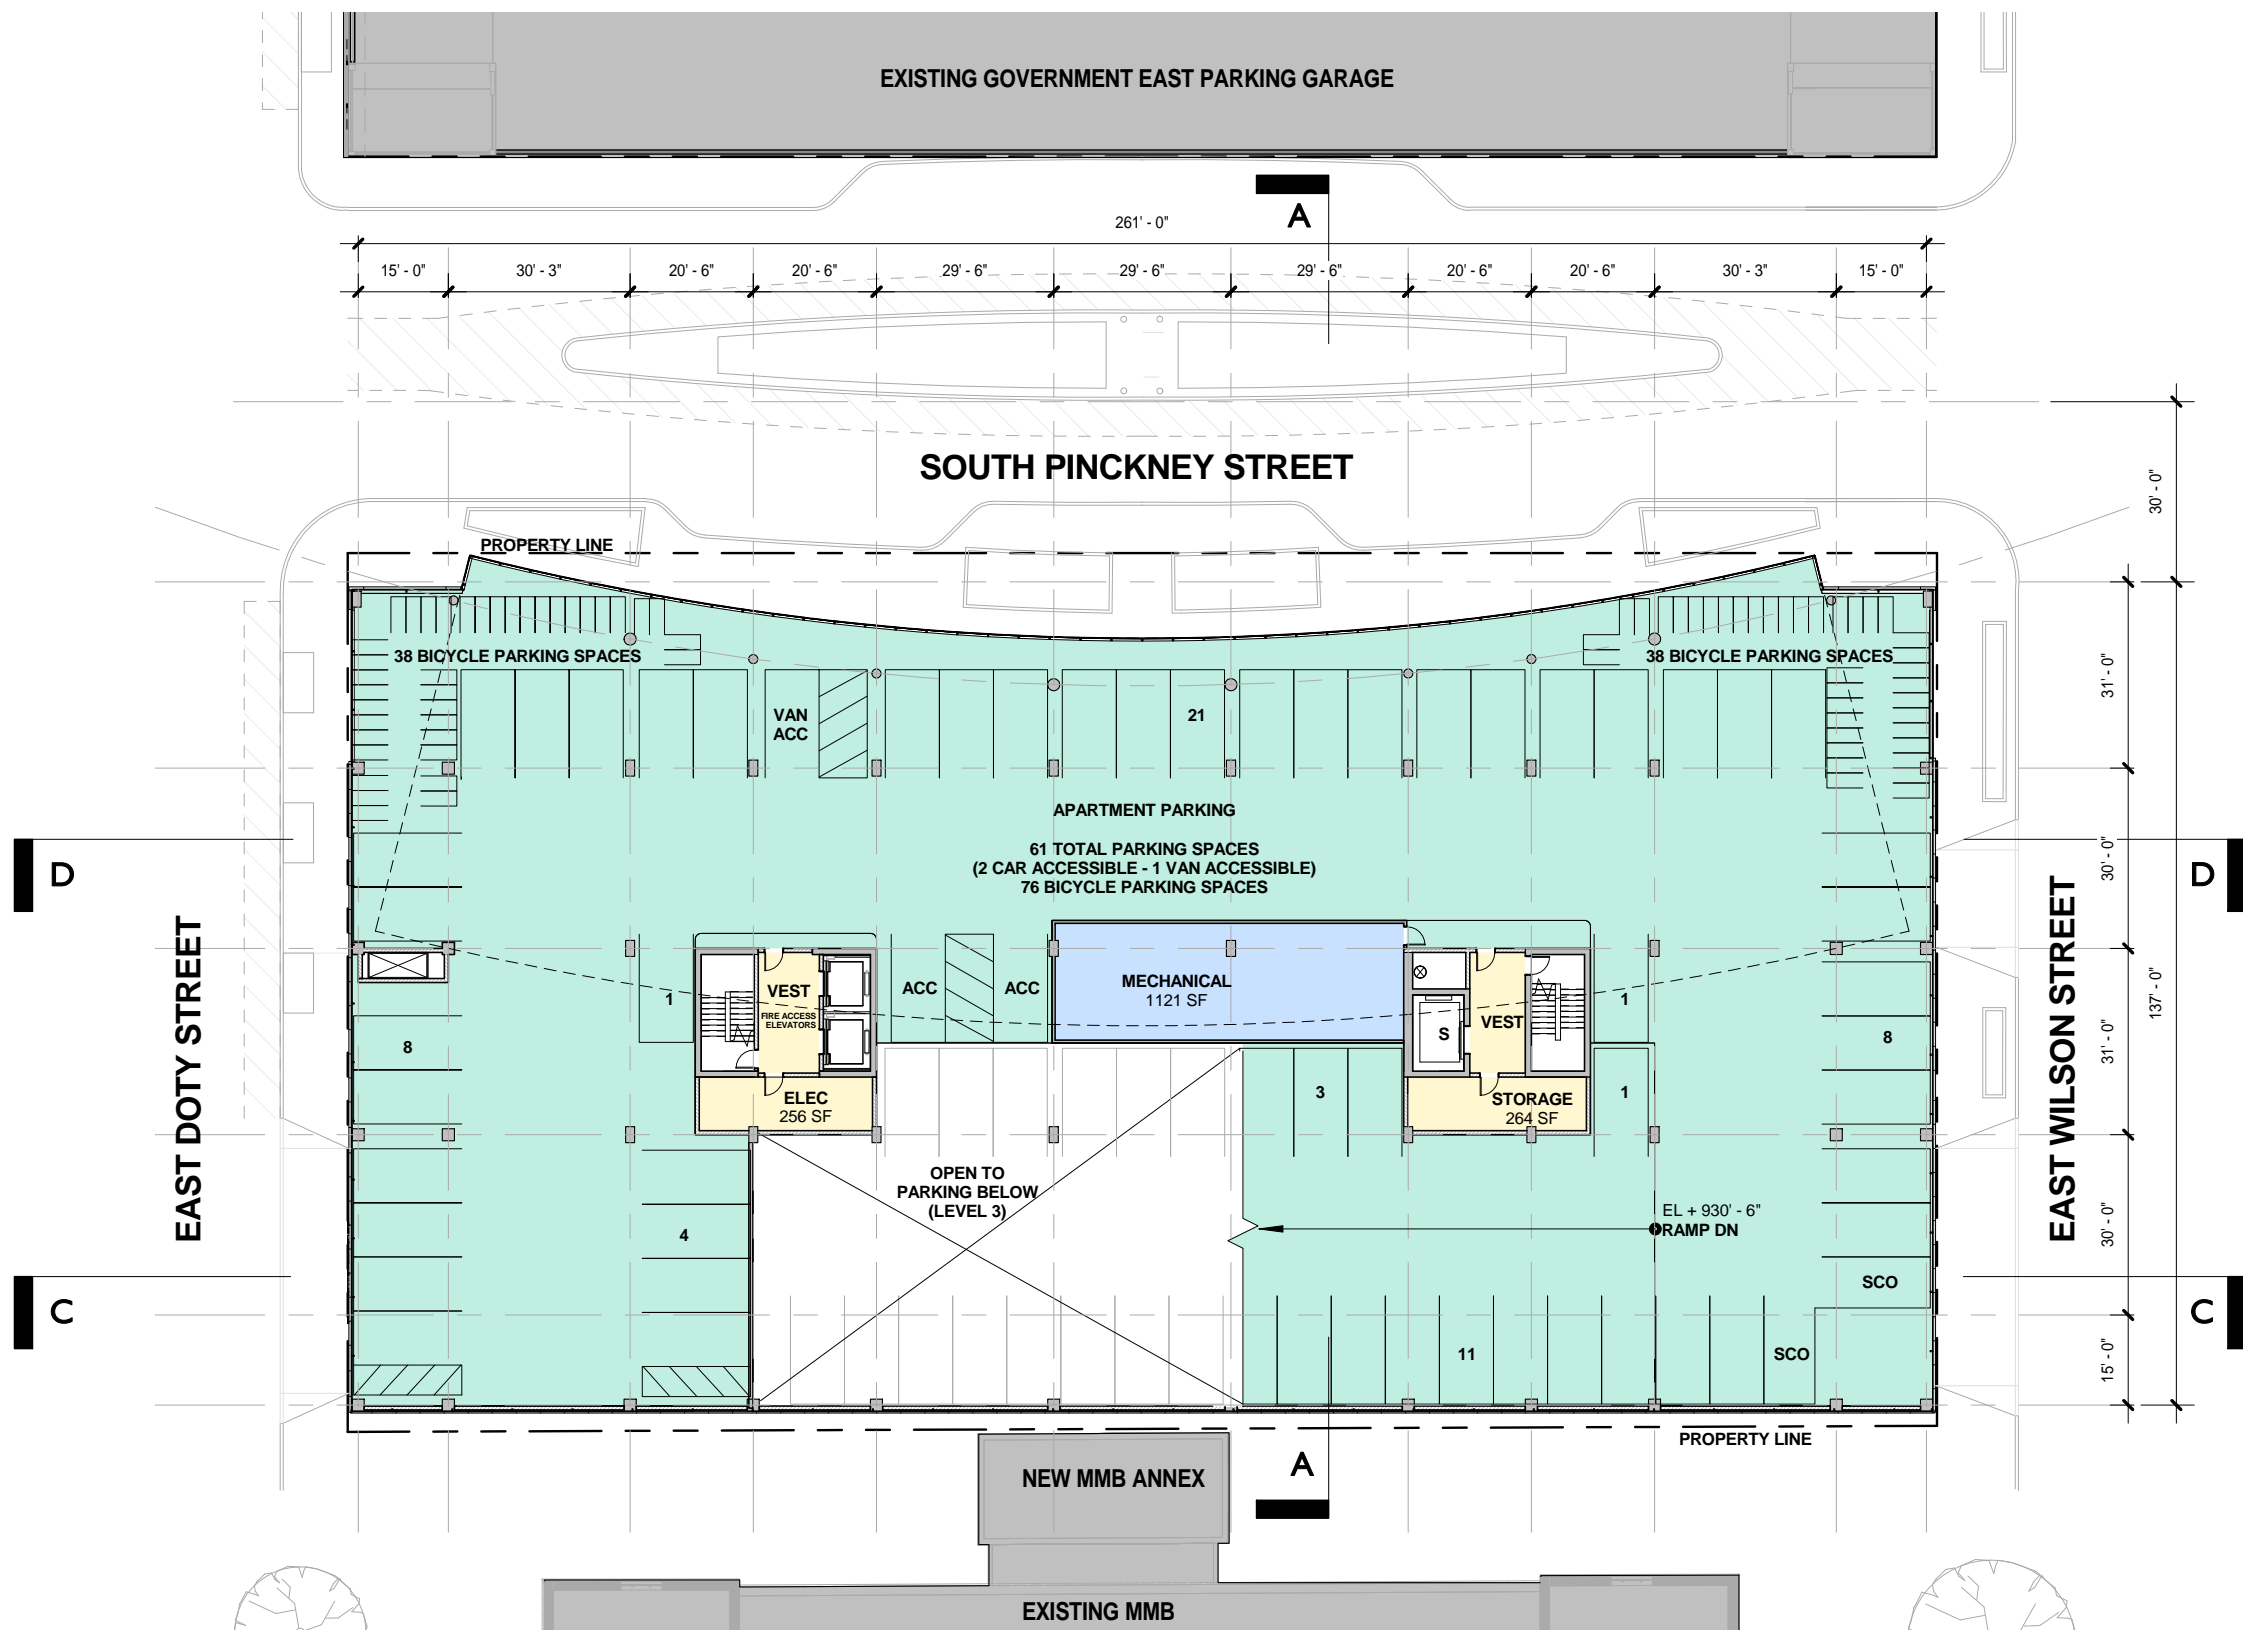 EXISTING GOVERNMENT EAST PARKING GARAGE
A
261' - 0"
15' - 0"
30' - 3"
20' - 6"
20' - 6"
29' - 6"
29' - 6"
29' - 6"
20' - 6"
20' - 6"
30' - 3"
15' - 0"
SOUTH PINCKNEY STREET
30' - 0"
PROPERTY LINE
38 BICYCLE PARKING SPACES
38 BICYCLE PARKING SPACES
31' - 0"
VAN
ACC
21
APARTMENT PARKING
61 TOTAL PARKING SPACES
(2 CAR ACCESSIBLE - 1 VAN ACCESSIBLE)
76 BICYCLE PARKING SPACES
30' - 0"
D
D
EAST DOTY STREET
EAST WILSON STREET
137' - 0"
1
VEST
FIRE ACCESS
ELEVATORS
ACC
ACC
MECHANICAL
1121 SF
S
VEST
1
8
8
31' - 0"
ELEC
256 SF
3
STORAGE
264 SF
1
OPEN TO
PARKING BELOW
(LEVEL 3)
4
EL + 930' - 6"
RAMP DN
30' - 0"
SCO
C
C
11
SCO
15' - 0"
PROPERTY LINE
A
NEW MMB ANNEX
EXISTING MMB